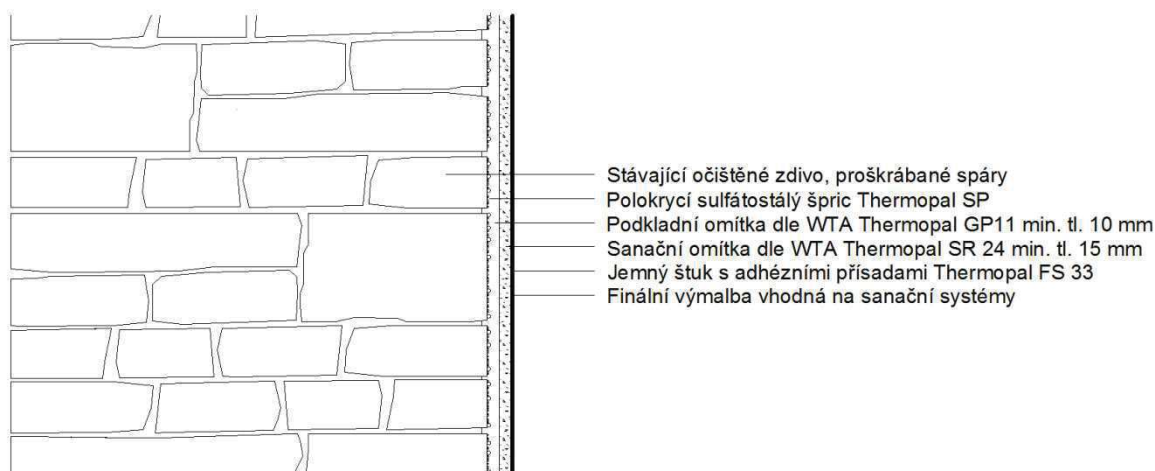 Stávající očištěné zdivo, proškrábané spáry
Polokrycí sulfátostálý špric Thermopal SP
Podkladní omítka dle WTA Thermopal GP11 min. tl. 10 mm
Sanační omítka dle WTA Thermopal SR 24 min. tl. 15 mm
Jemný štuk s adhézními přísadami Thermopal FS 33
Finální výmalba vhodná na sanační systémy